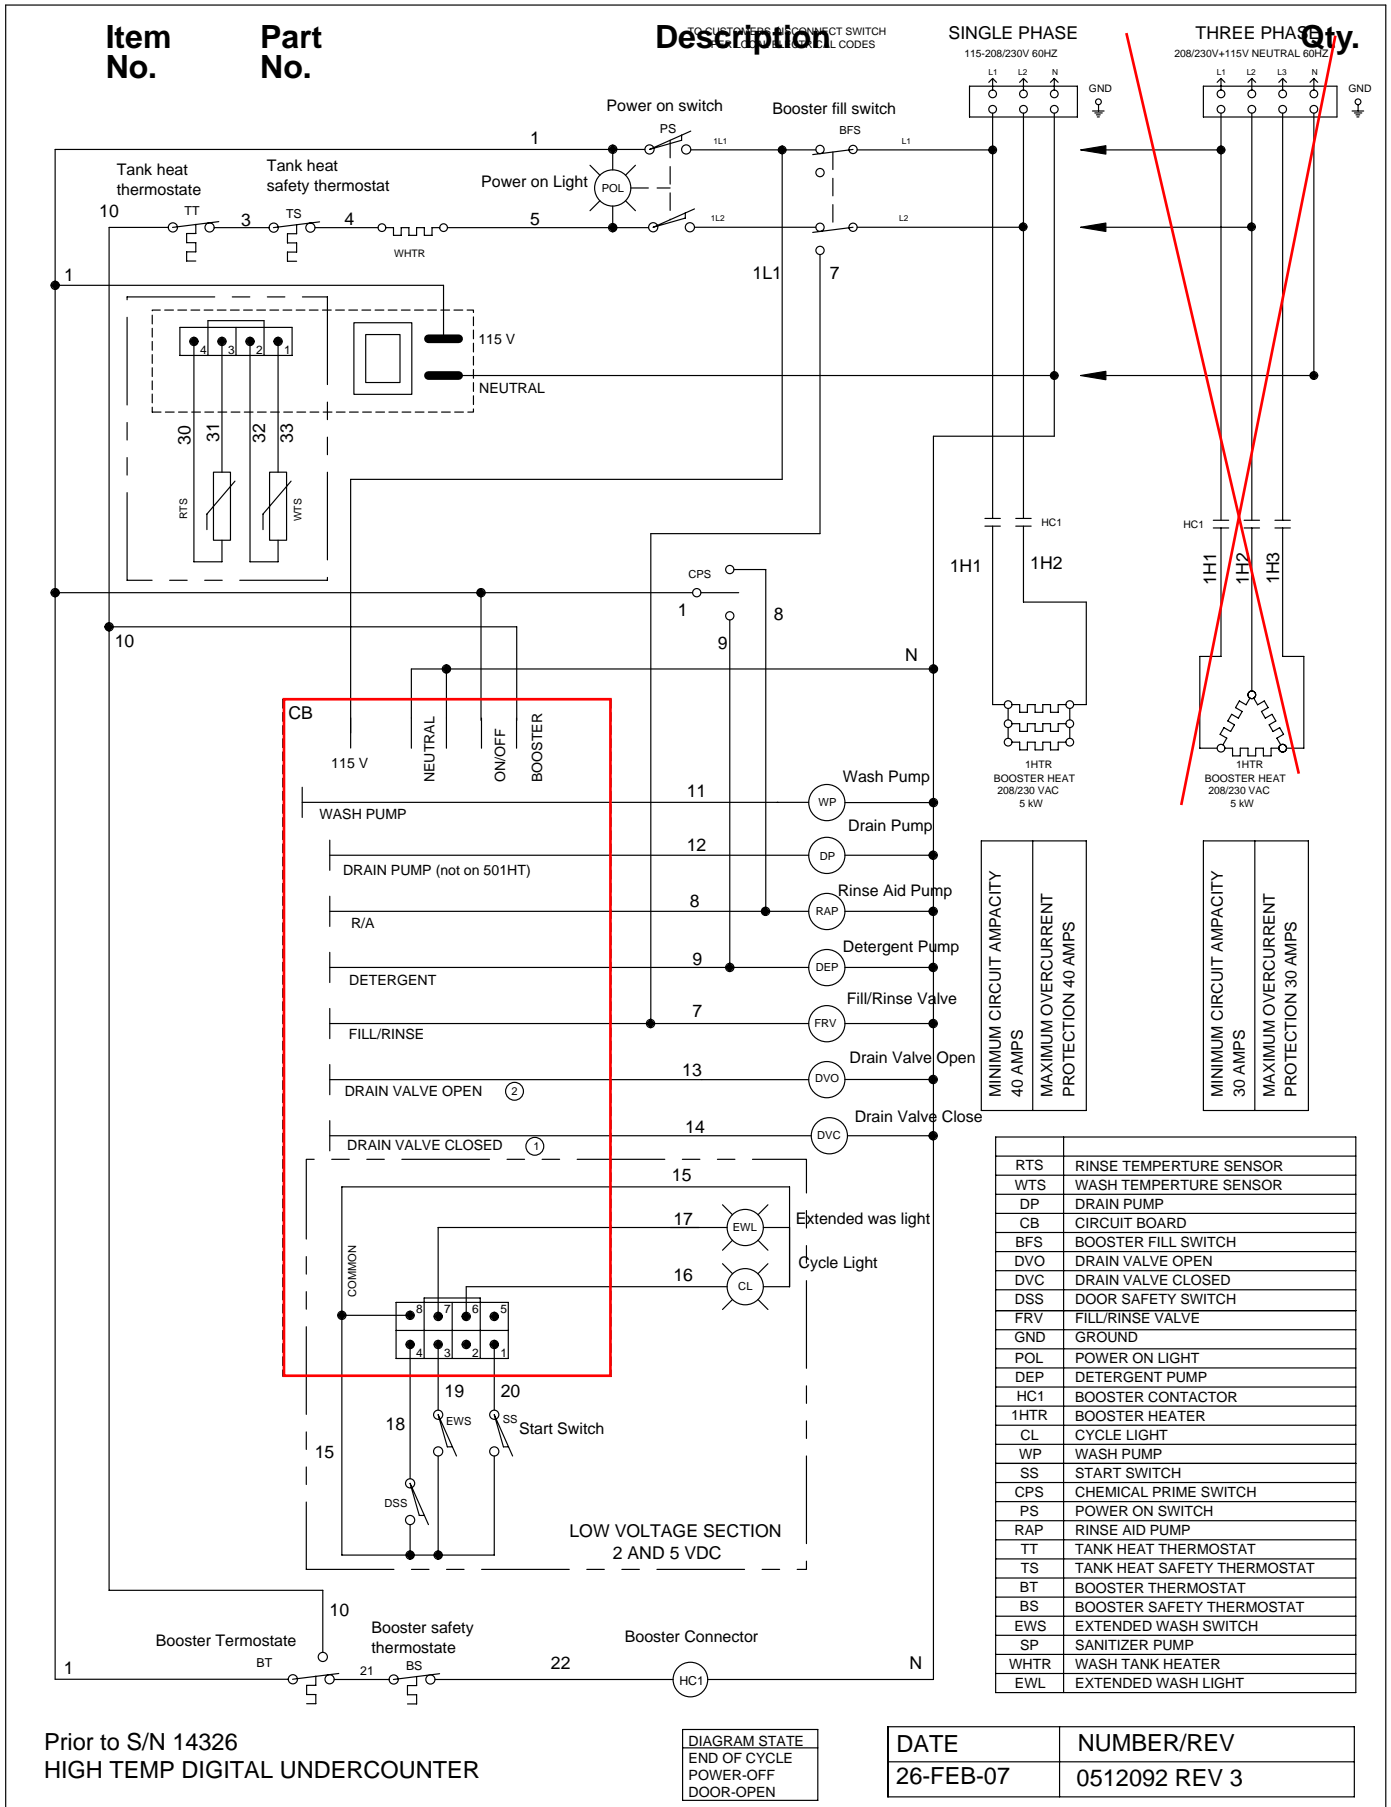 Item No.
Part No.
Description
Qty.
TO CUSTOMERS DISCONNECT SWITCH
PER LOCAL ELECTRICAL CODES
SINGLE PHASE
115-208/230V 60HZ
L1 L2 N
GND
THREE PHASE
208/230V+115V NEUTRAL 60HZ
L1 L2 L3 N
GND
Power on switch
PS
Booster fill switch
BFS
1
1L1
L1
Tank heat
thermostate
Tank heat
safety thermostat
Power on Light
POL
10
TT
3
TS
4
WHTR
5
1L2
L2
1L1
7
1
4 3 2 1
115 V
NEUTRAL
30
31
32
33
RTS
WTS
HC1
1H1
1H2
HC1
1H1
1H2
1H3
CPS
1
8
9
10
N
CB
115 V
NEUTRAL
ON/OFF
BOOSTER
1HTR
BOOSTER HEAT
208/230 VAC
5 kW
1HTR
BOOSTER HEAT
208/230 VAC
5 kW
WASH PUMP
11
WP
Wash Pump
DRAIN PUMP (not on 501HT)
12
DP
Drain Pump
R/A
8
RAP
Rinse Aid Pump
DETERGENT
9
DEP
Detergent Pump
FILL/RINSE
7
FRV
Fill/Rinse Valve
DRAIN VALVE OPEN 2
13
DVO
Drain Valve Open
DRAIN VALVE CLOSED 1
14
DVC
Drain Valve Close
MINIMUM CIRCUIT AMPACITY
40 AMPS
MAXIMUM OVERCURRENT
PROTECTION 40 AMPS
MINIMUM CIRCUIT AMPACITY
30 AMPS
MAXIMUM OVERCURRENT
PROTECTION 30 AMPS
15
17
EWL
Extended was light
16
CL
Cycle Light
COMMON
8 7 6 5
4 3 2 1
19
20
18
EWS
SS
Start Switch
15
DSS
LOW VOLTAGE SECTION
2 AND 5 VDC
RTS RINSE TEMPERTURE SENSOR
WTS WASH TEMPERTURE SENSOR
DP DRAIN PUMP
CB CIRCUIT BOARD
BFS BOOSTER FILL SWITCH
DVO DRAIN VALVE OPEN
DVC DRAIN VALVE CLOSED
DSS DOOR SAFETY SWITCH
FRV FILL/RINSE VALVE
GND GROUND
POL POWER ON LIGHT
DEP DETERGENT PUMP
HC1 BOOSTER CONTACTOR
1HTR BOOSTER HEATER
CL CYCLE LIGHT
WP WASH PUMP
SS START SWITCH
CPS CHEMICAL PRIME SWITCH
PS POWER ON SWITCH
RAP RINSE AID PUMP
TT TANK HEAT THERMOSTAT
TS TANK HEAT SAFETY THERMOSTAT
BT BOOSTER THERMOSTAT
BS BOOSTER SAFETY THERMOSTAT
EWS EXTENDED WASH SWITCH
SP SANITIZER PUMP
WHTR WASH TANK HEATER
EWL EXTENDED WASH LIGHT
10
Booster Termostate
BT
Booster safety
thermostate
BS
Booster Connector
1
21
22
HC1
N
Prior to S/N 14326
HIGH TEMP DIGITAL UNDERCOUNTER
DIAGRAM STATE
END OF CYCLE
POWER-OFF
DOOR-OPEN
DATE NUMBER/REV
26-FEB-07 0512092 REV 3